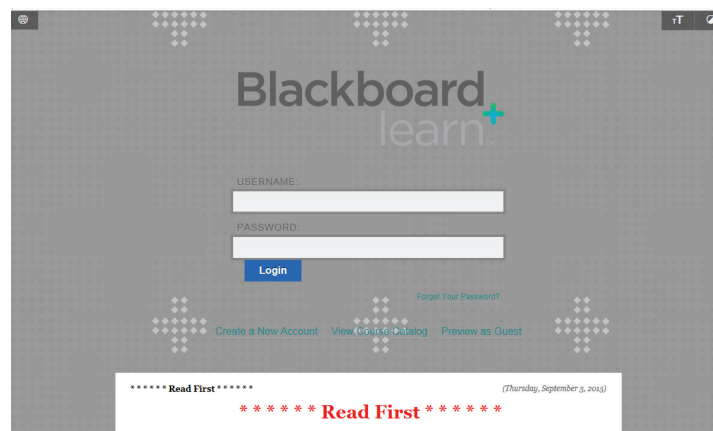 TT
Blackboard
learn
USERNAME:
PASSWORD:
Login
Forgot Your Password?
Create a New Account View Course Catalog Preview as Guest
* * * * * * Read First * * * * * * (Thursday, September 3, 2015)
* * * * * * Read First * * * * * *